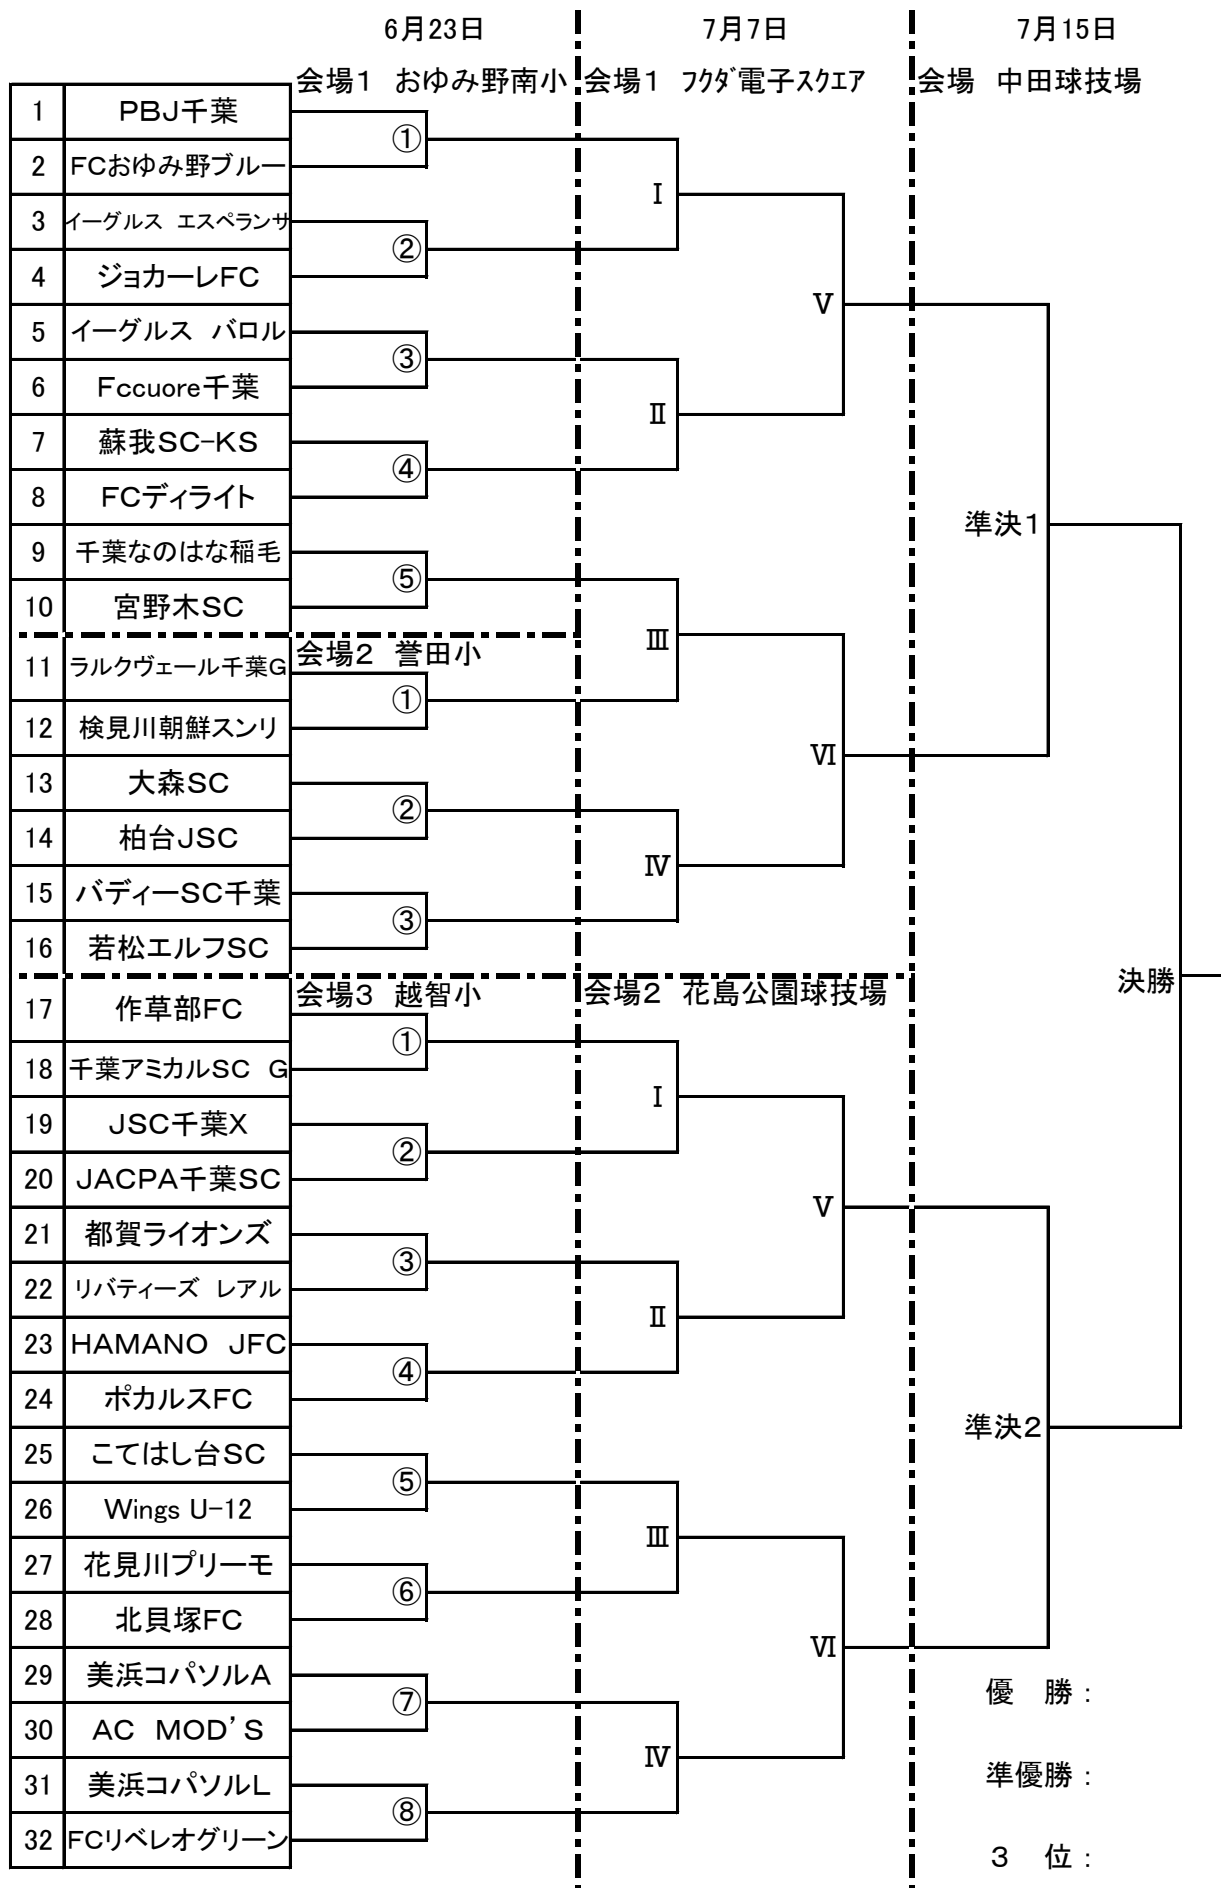 6月23日 7月7日 7月15日
会場1 おゆみ野南小 会場1 フクダ電子スクエア 会場 中田球技場
1 PBJ千葉
①
2 FCおゆみ野ブルー
Ⅰ
3 イーグルス エスペランサ
②
4 ジョカーレFC
Ⅴ
5 イーグルス バロル
③
6 Fccuore千葉
Ⅱ
7 蘇我SC-KS
④
8 FCディライト
準決1
9 千葉なのはな稲毛
⑤
10 宮野木SC
Ⅲ
会場2 誉田小
11 ラルクヴェール千葉G
①
12 検見川朝鮮スンリ
Ⅵ
13 大森SC
②
14 柏台JSC
Ⅳ
15 バディーSC千葉
③
16 若松エルフSC
決勝
会場3 越智小 会場2 花島公園球技場
17 作草部FC
①
18 千葉アミカルSC G
Ⅰ
19 JSC千葉X
②
20 JACPA千葉SC
Ⅴ
21 都賀ライオンズ
③
22 リバティーズ レアル
Ⅱ
23 HAMANO JFC
④
24 ポカルスFC
準決2
25 こてはし台SC
⑤
26 Wings U-12
Ⅲ
27 花見川プリーモ
⑥
28 北貝塚FC
Ⅵ
29 美浜コパソルA
優 勝：
⑦
30 AC MOD'S
Ⅳ
準優勝：
31 美浜コパソルL
⑧
32 FCリベレオグリーン
3 位：